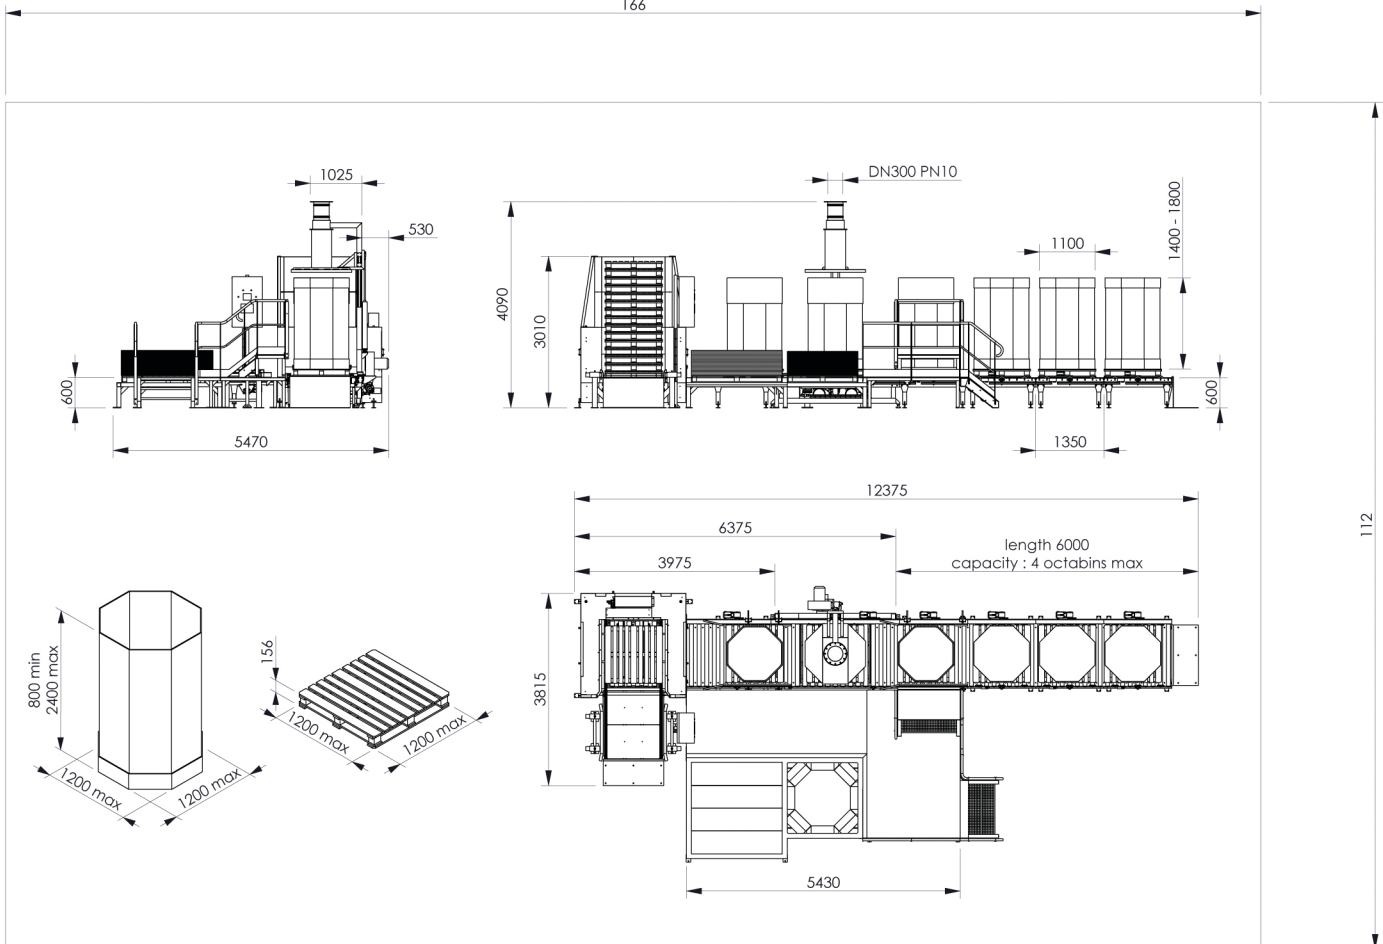 166
1025
DN300 PN10
530
1100
1400 - 1800
4090
3010
600
600
5470
1350
12375
6375
length 6000
capacity : 4 octabins max
3975
112
156
800 min
2400 max
3815
1200 max
1200 max
1200 max
1200 max
5430